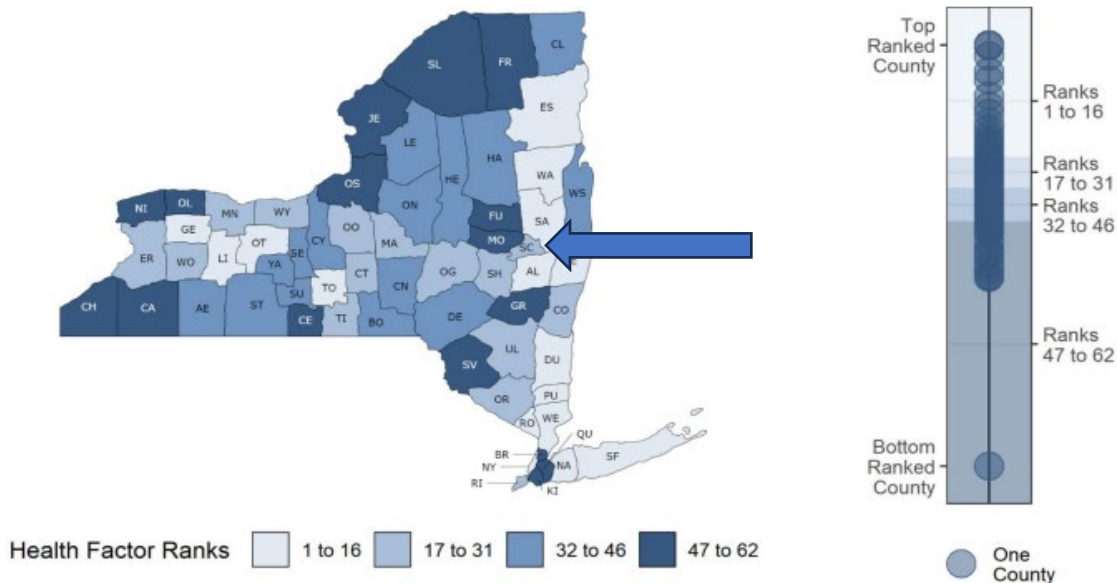 Top
Ranked
County
CL
FR
SL
Ranks
1 to 16
ES
JE
LE
HA
Ranks
17 to 31
WA
HE
OS
WS
ON
Ranks
32 to 46
NI
OL
MN
WY
FU
SA
GE
OO
MO
CY
OT
MA
SC
SE
ER
WO
LI
YA
OG
SH
AL
CT
SU
TO
CN
CH
CA
AE
ST
CE
TI
BO
DE
GR
CO
Ranks
47 to 62
UL
DU
SV
OR
PU
RO
WE
QU
Bottom
Ranked
County
BR
NY
NA
SF
RI
KI
Health Factor Ranks
1 to 16
17 to 31
32 to 46
47 to 62
One
County